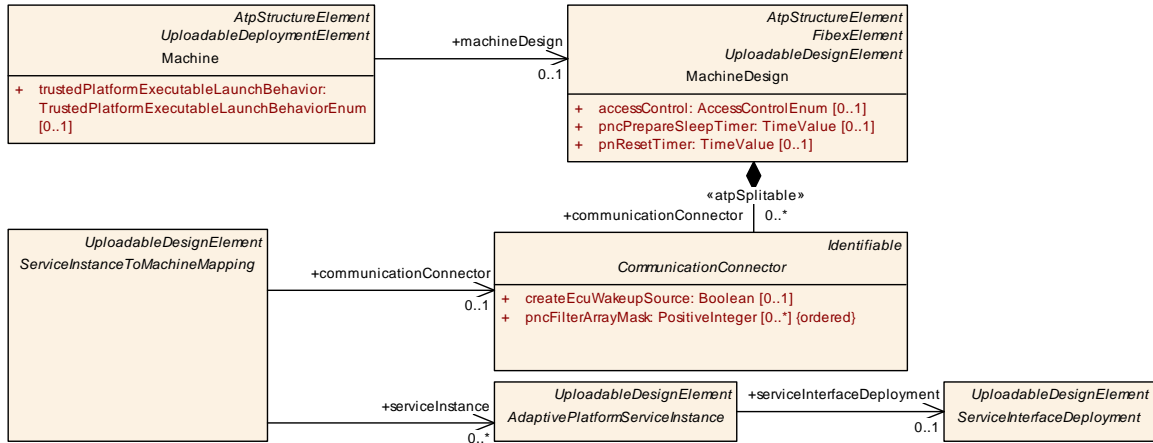 AtpStructureElement
UploadableDeploymentElement
Machine
+ trustedPlatformExecutableLaunchBehavior:
TrustedPlatformExecutableLaunchBehaviorEnum
[0..1]
+machineDesign
0..1
AtpStructureElement
FibexElement
UploadableDesignElement
MachineDesign
+ accessControl: AccessControlEnum [0..1]
+ pncPrepareSleepTimer: TimeValue [0..1]
+ pnResetTimer: TimeValue [0..1]
«atpSplitable»
+communicationConnector 0..*
UploadableDesignElement
ServiceInstanceToMachineMapping
+communicationConnector
0..1
Identifiable
CommunicationConnector
+ createEcuWakeupSource: Boolean [0..1]
+ pncFilterArrayMask: PositiveInteger [0..*] {ordered}
+serviceInstance
0..*
UploadableDesignElement
AdaptivePlatformServiceInstance
+serviceInterfaceDeployment
0..1
UploadableDesignElement
ServiceInterfaceDeployment